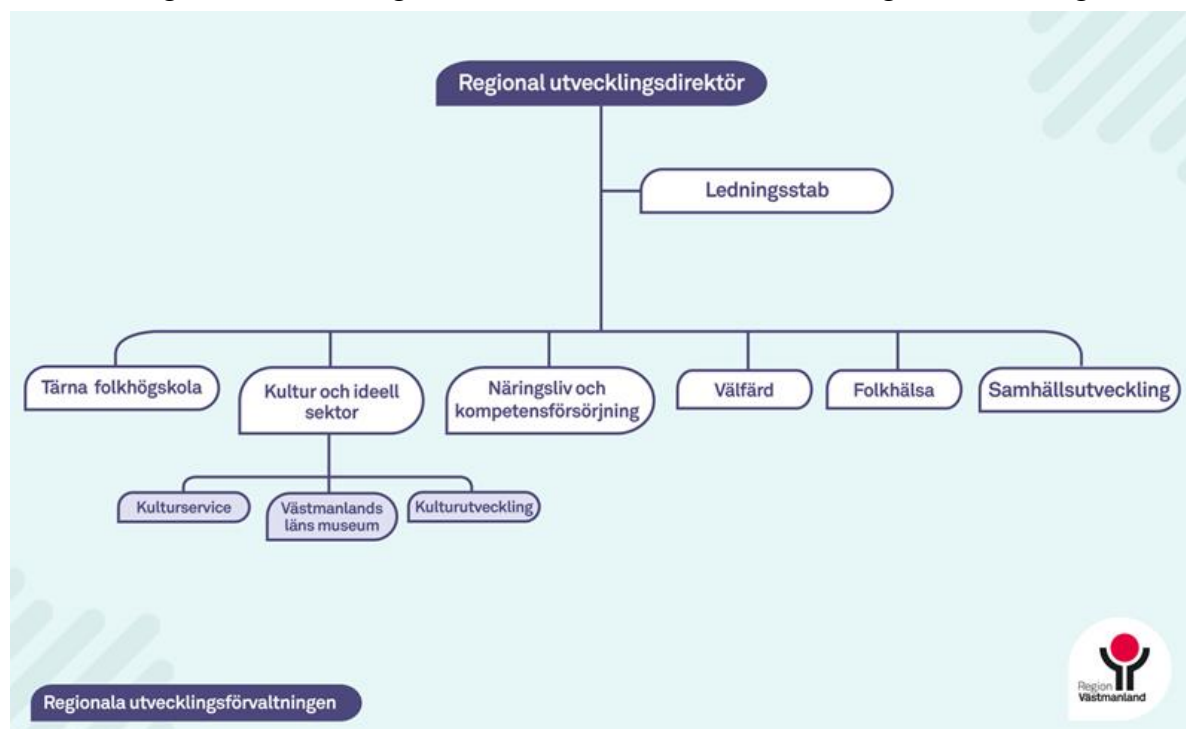 Regional utvecklingsdirektör
Ledningsstab
Tärna folkhögskola
Kultur och ideell
sektor
Näringsliv och
kompetensförsörjning
Välfärd
Folkhälsa
Samhällsutveckling
Kulturservice
Västmanlands
läns museum
Kulturutveckling
Regionala utvecklingsförvaltningen
Region
Västmanland